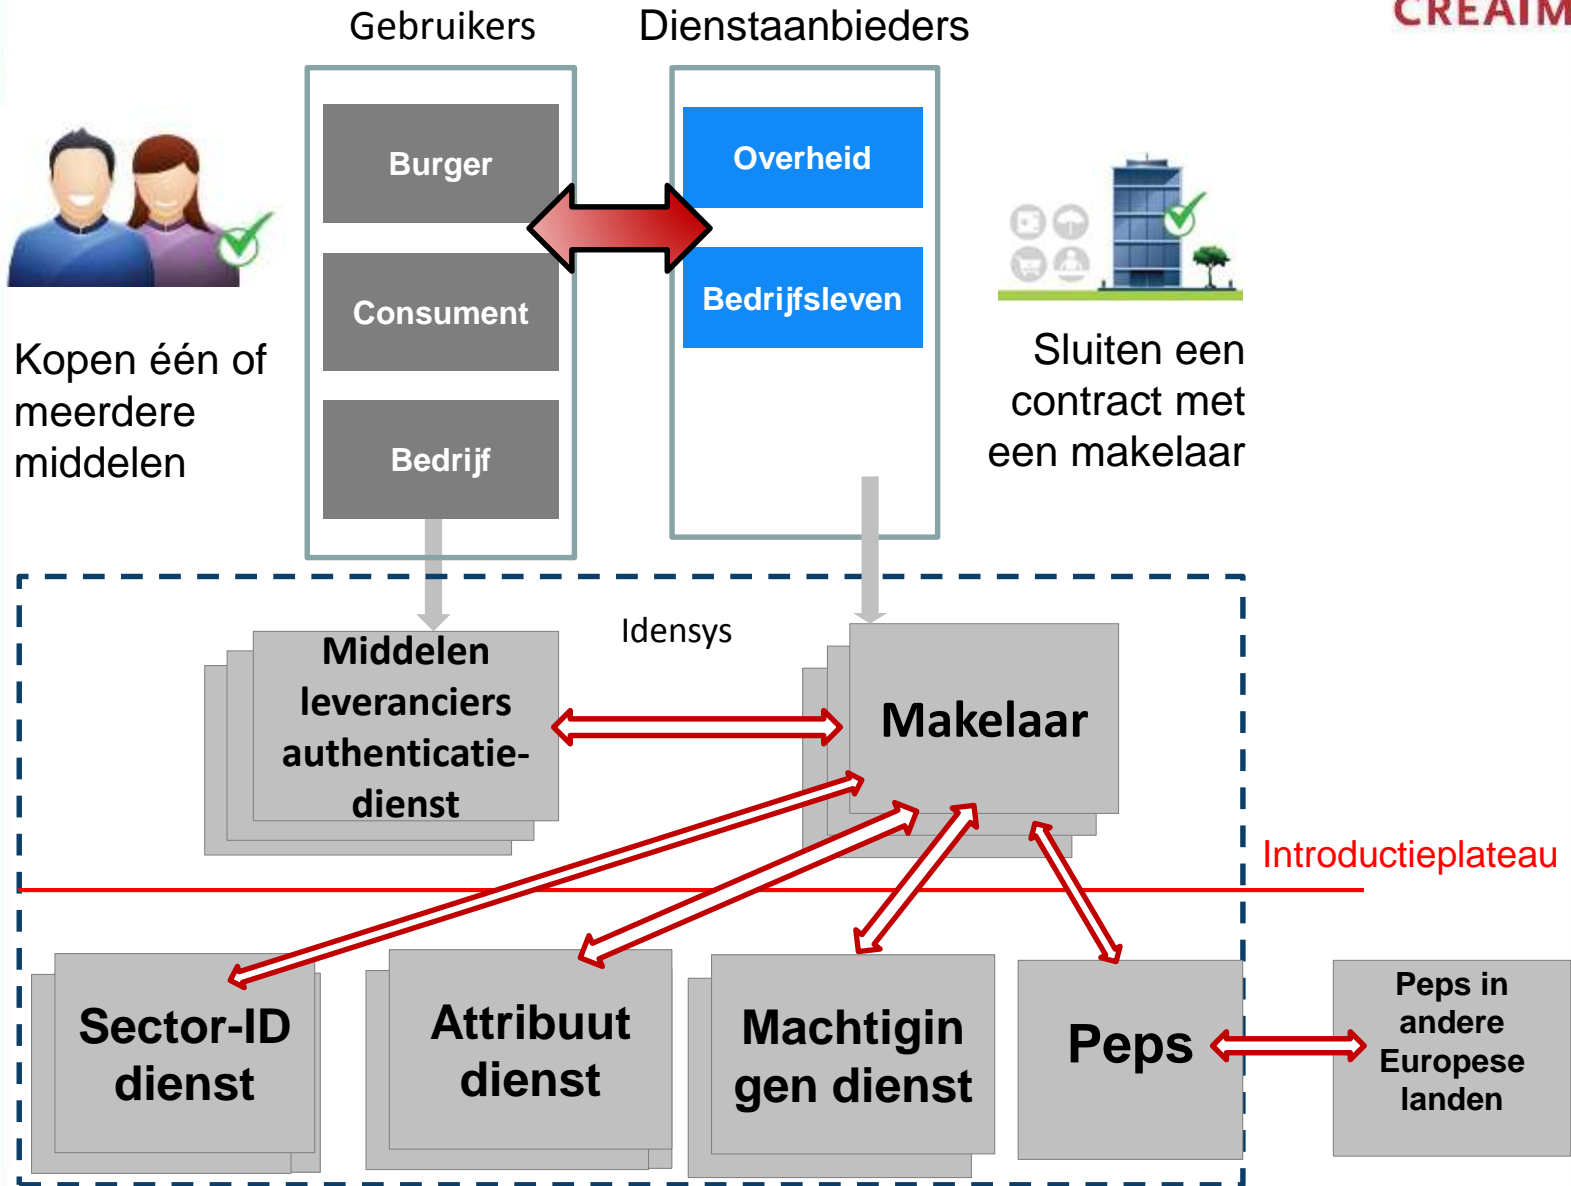 CREAIM
Gebruikers
Dienstaanbieders
Burger
Consument
Bedrijf
Overheid
Bedrijfsleven
Kopen één of
meerdere
middelen
Sluiten een
contract met
een makelaar
Idensys
Middelen
leveranciers
authenticatie-
dienst
Makelaar
Introductieplateau
Sector-ID
dienst
Attribuut
dienst
Machtigin
gen dienst
Peps
Peps in
andere
Europese
landen